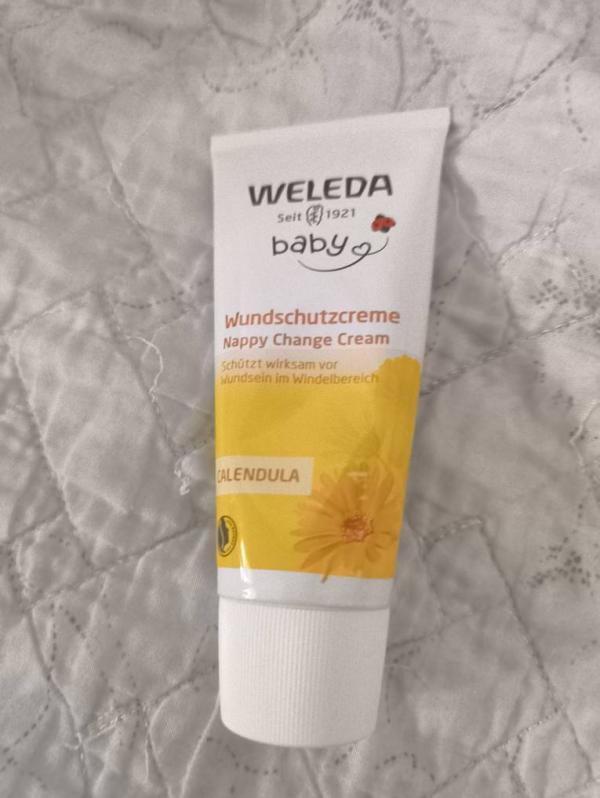 WELEDA
Seit 1921
baby
Wundschutzcreme
Nappy Change Cream
Schützt wirksam vor
Wundsein im Windelbereich
CALENDULA